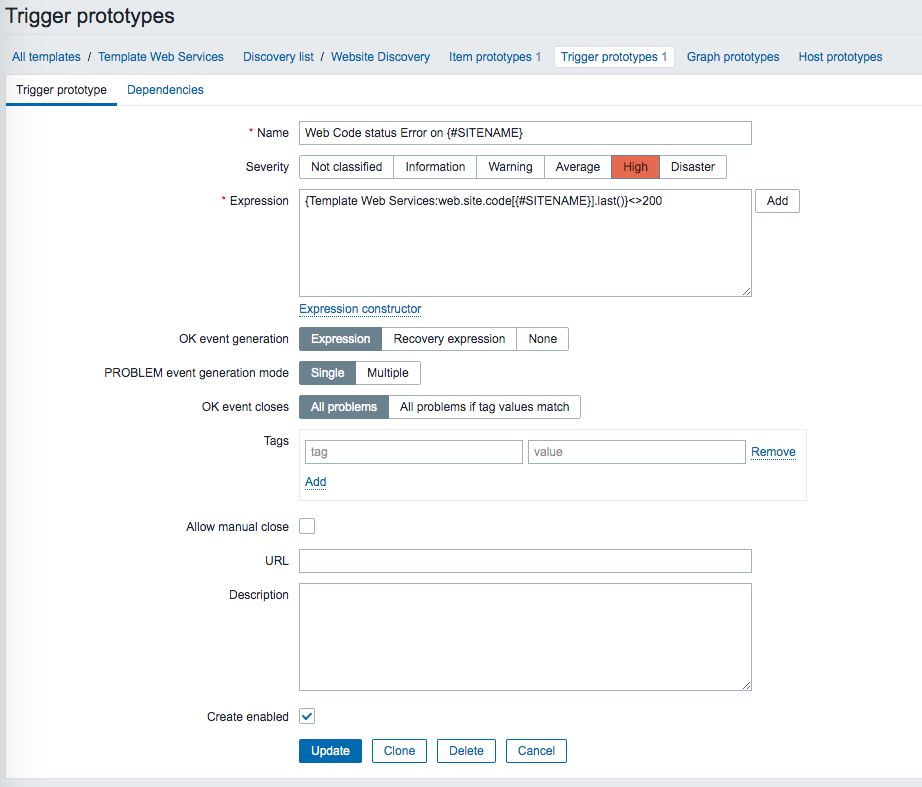 Trigger prototypes
All templates / Template Web Services Discovery list / Website Discovery Item prototypes 1 Trigger prototypes 1 Graph prototypes Host prototypes
Trigger prototype Dependencies
* Name Web Code status Error on {#SITENAME}
Severity Not classified Information Warning Average High Disaster
* Expression {Template Web Services:web.site.code[{#SITENAME}].last()}<>200 Add
Expression constructor
OK event generation Expression Recovery expression None
PROBLEM event generation mode Single Multiple
OK event closes All problems All problems if tag values match
Tags
tag value Remove
Add
Allow manual close
URL
Description
Create enabled
Update Clone Delete Cancel